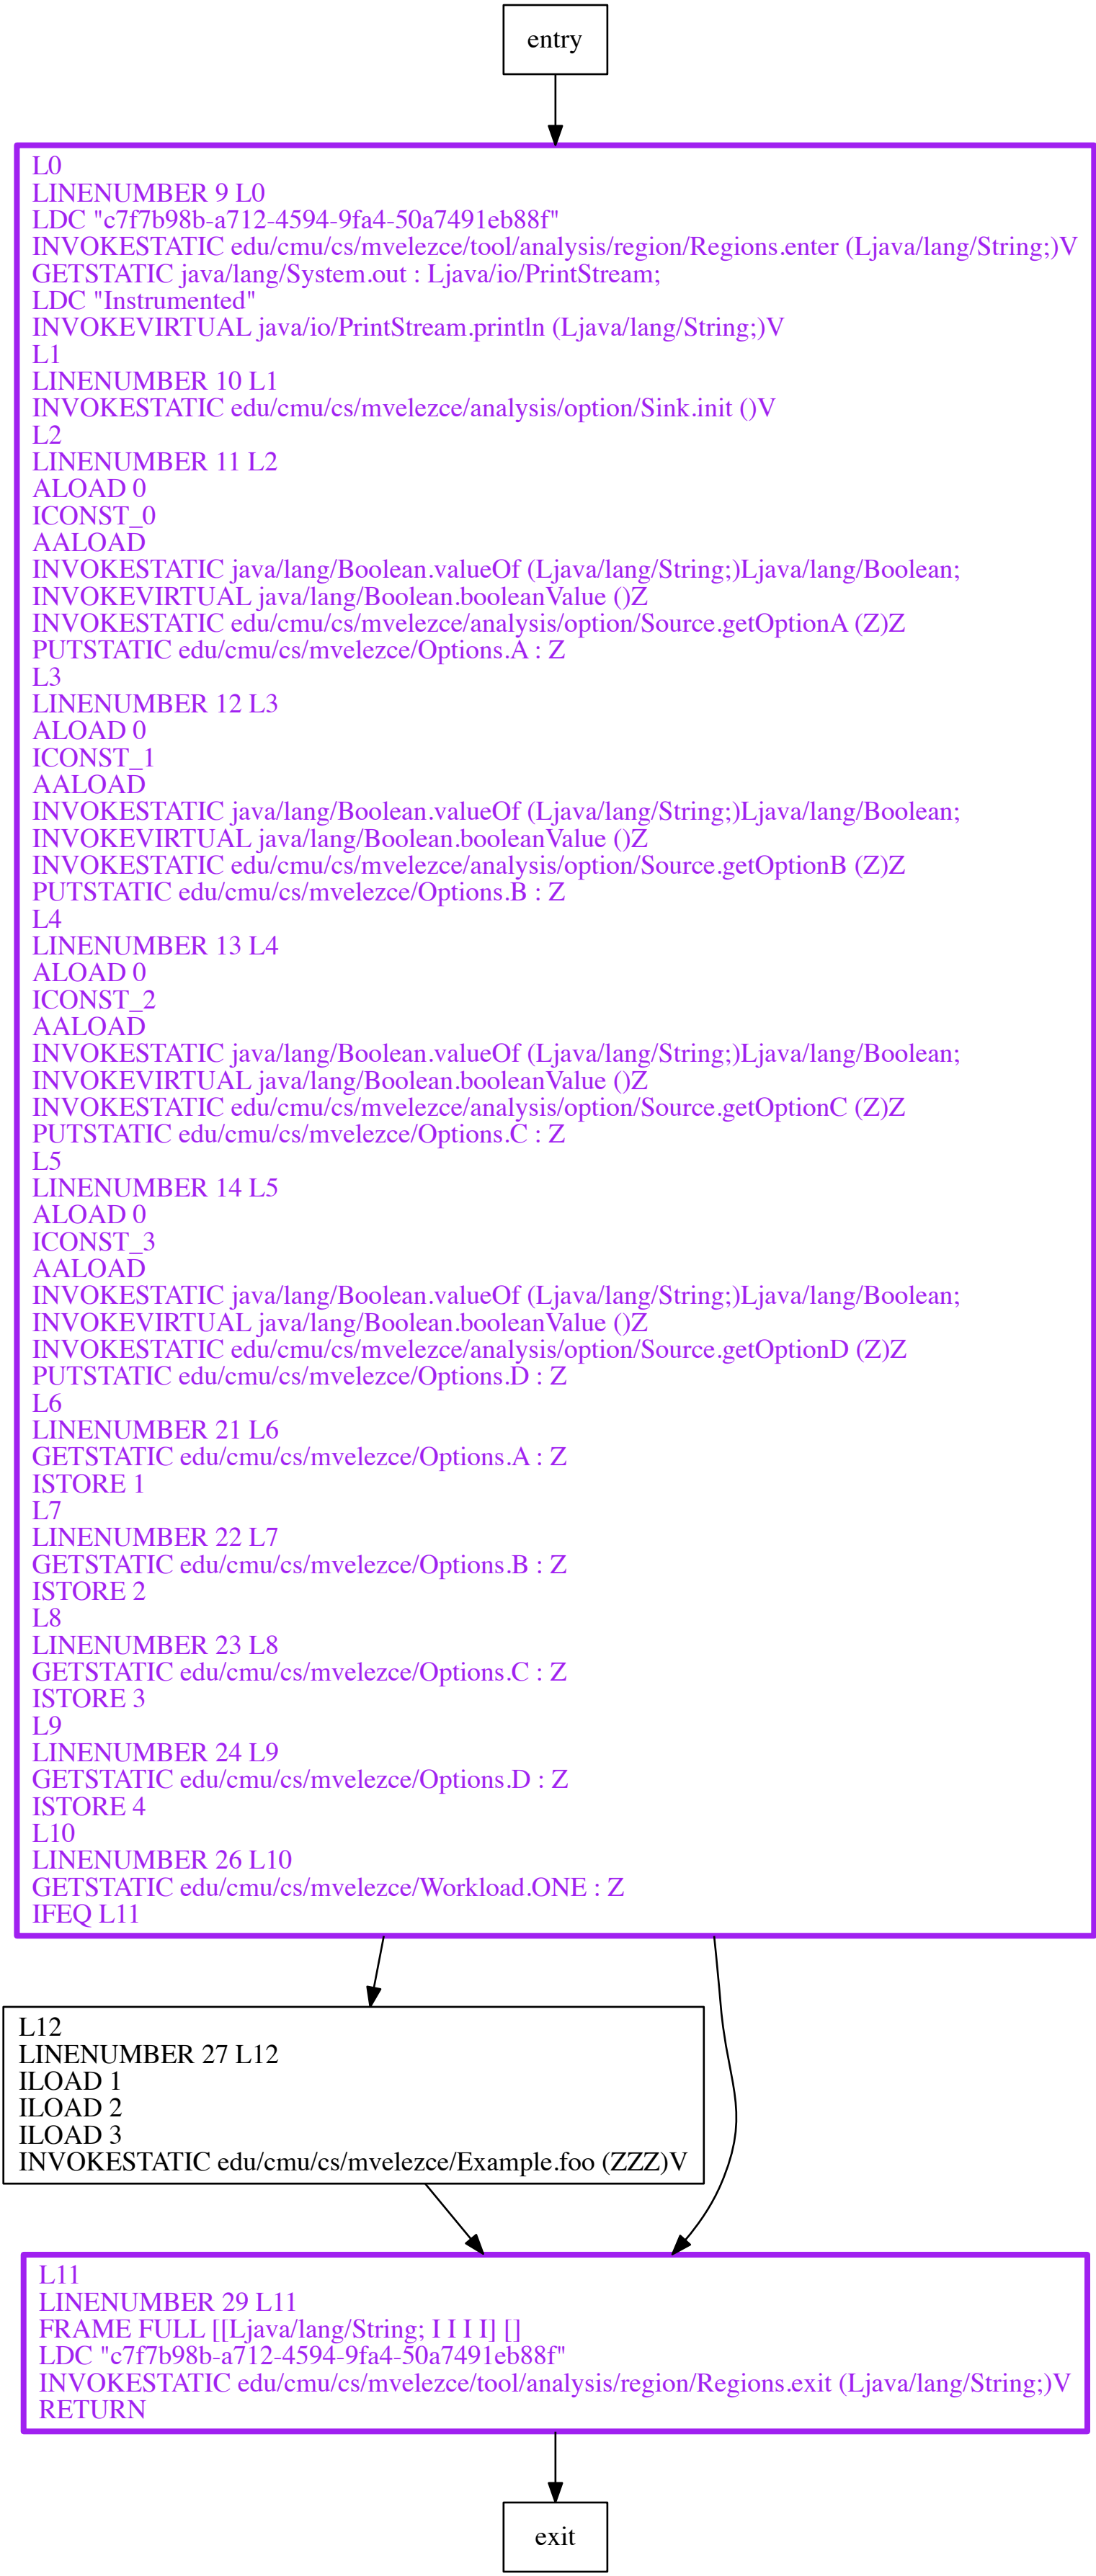 entry
L0
LINENUMBER 9 L0
LDC "c7f7b98b-a712-4594-9fa4-50a7491eb88f"
INVOKESTATIC edu/cmu/cs/mvelezce/tool/analysis/region/Regions.enter (Ljava/lang/String;)V
GETSTATIC java/lang/System.out : Ljava/io/PrintStream;
LDC "Instrumented"
INVOKEVIRTUAL java/io/PrintStream.println (Ljava/lang/String;)V
L1
LINENUMBER 10 L1
INVOKESTATIC edu/cmu/cs/mvelezce/analysis/option/Sink.init ()V
L2
LINENUMBER 11 L2
ALOAD 0
ICONST_0
AALOAD
INVOKESTATIC java/lang/Boolean.valueOf (Ljava/lang/String;)Ljava/lang/Boolean;
INVOKEVIRTUAL java/lang/Boolean.booleanValue ()Z
INVOKESTATIC edu/cmu/cs/mvelezce/analysis/option/Source.getOptionA (Z)Z
PUTSTATIC edu/cmu/cs/mvelezce/Options.A : Z
L3
LINENUMBER 12 L3
ALOAD 0
ICONST_1
AALOAD
INVOKESTATIC java/lang/Boolean.valueOf (Ljava/lang/String;)Ljava/lang/Boolean;
INVOKEVIRTUAL java/lang/Boolean.booleanValue ()Z
INVOKESTATIC edu/cmu/cs/mvelezce/analysis/option/Source.getOptionB (Z)Z
PUTSTATIC edu/cmu/cs/mvelezce/Options.B : Z
L4
LINENUMBER 13 L4
ALOAD 0
ICONST_2
AALOAD
INVOKESTATIC java/lang/Boolean.valueOf (Ljava/lang/String;)Ljava/lang/Boolean;
INVOKEVIRTUAL java/lang/Boolean.booleanValue ()Z
INVOKESTATIC edu/cmu/cs/mvelezce/analysis/option/Source.getOptionC (Z)Z
PUTSTATIC edu/cmu/cs/mvelezce/Options.C : Z
L5
LINENUMBER 14 L5
ALOAD 0
ICONST_3
AALOAD
INVOKESTATIC java/lang/Boolean.valueOf (Ljava/lang/String;)Ljava/lang/Boolean;
INVOKEVIRTUAL java/lang/Boolean.booleanValue ()Z
INVOKESTATIC edu/cmu/cs/mvelezce/analysis/option/Source.getOptionD (Z)Z
PUTSTATIC edu/cmu/cs/mvelezce/Options.D : Z
L6
LINENUMBER 21 L6
GETSTATIC edu/cmu/cs/mvelezce/Options.A : Z
ISTORE 1
L7
LINENUMBER 22 L7
GETSTATIC edu/cmu/cs/mvelezce/Options.B : Z
ISTORE 2
L8
LINENUMBER 23 L8
GETSTATIC edu/cmu/cs/mvelezce/Options.C : Z
ISTORE 3
L9
LINENUMBER 24 L9
GETSTATIC edu/cmu/cs/mvelezce/Options.D : Z
ISTORE 4
L10
LINENUMBER 26 L10
GETSTATIC edu/cmu/cs/mvelezce/Workload.ONE : Z
IFEQ L11
L12
LINENUMBER 27 L12
ILOAD 1
ILOAD 2
ILOAD 3
INVOKESTATIC edu/cmu/cs/mvelezce/Example.foo (ZZZ)V
L11
LINENUMBER 29 L11
FRAME FULL [[Ljava/lang/String; I I I I] []
LDC "c7f7b98b-a712-4594-9fa4-50a7491eb88f"
INVOKESTATIC edu/cmu/cs/mvelezce/tool/analysis/region/Regions.exit (Ljava/lang/String;)V
RETURN
exit